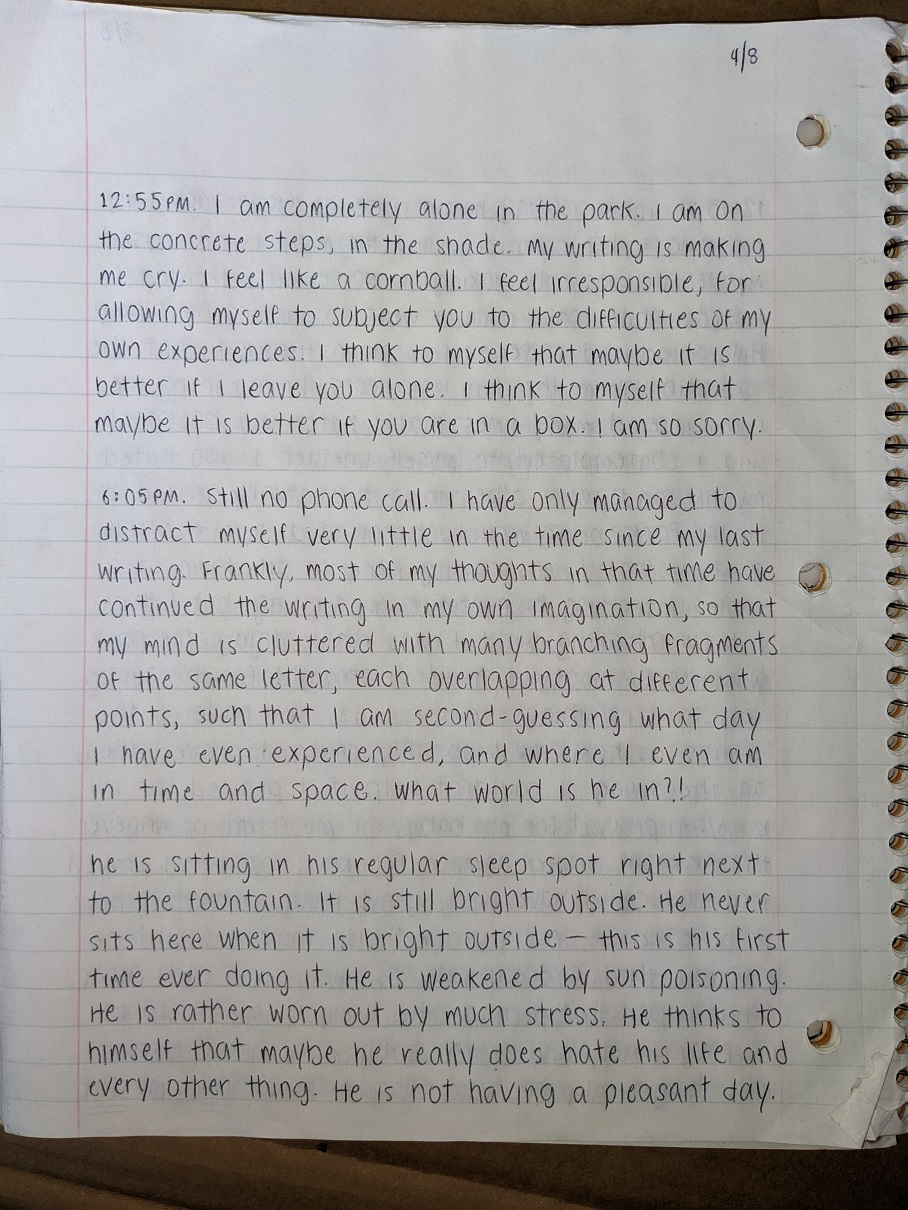 4/8
12:55PM. I am completely alone in the park. I am on
the concrete steps, in the shade. My writing is making
me cry. I feel like a cornball. I feel irresponsible, for
allowing myself to subject you to the difficulties of my
own experiences. I think to myself that maybe it is
better if I leave you alone. I think to myself that
maybe it is better if you are in a box. I am so sorry.
6:05PM. Still no phone call. I have only managed to
distract myself very little in the time since my last
writing. Frankly, most of my thoughts in that time have
continued the writing in my own imagination, so that
my mind is cluttered with many branching fragments
of the same letter, each overlapping at different
points, such that I am second-guessing what day
I have even experienced, and where I even am
in time and space. What world is he in?!
He is sitting in his regular sleep spot right next
to the fountain. It is still bright outside. He never
sits here when it is bright outside — this is his first
time ever doing it. He is weakened by sun poisoning.
He is rather worn out by much stress. He thinks to
himself that maybe he really does hate his life and
every other thing. He is not having a pleasant day.